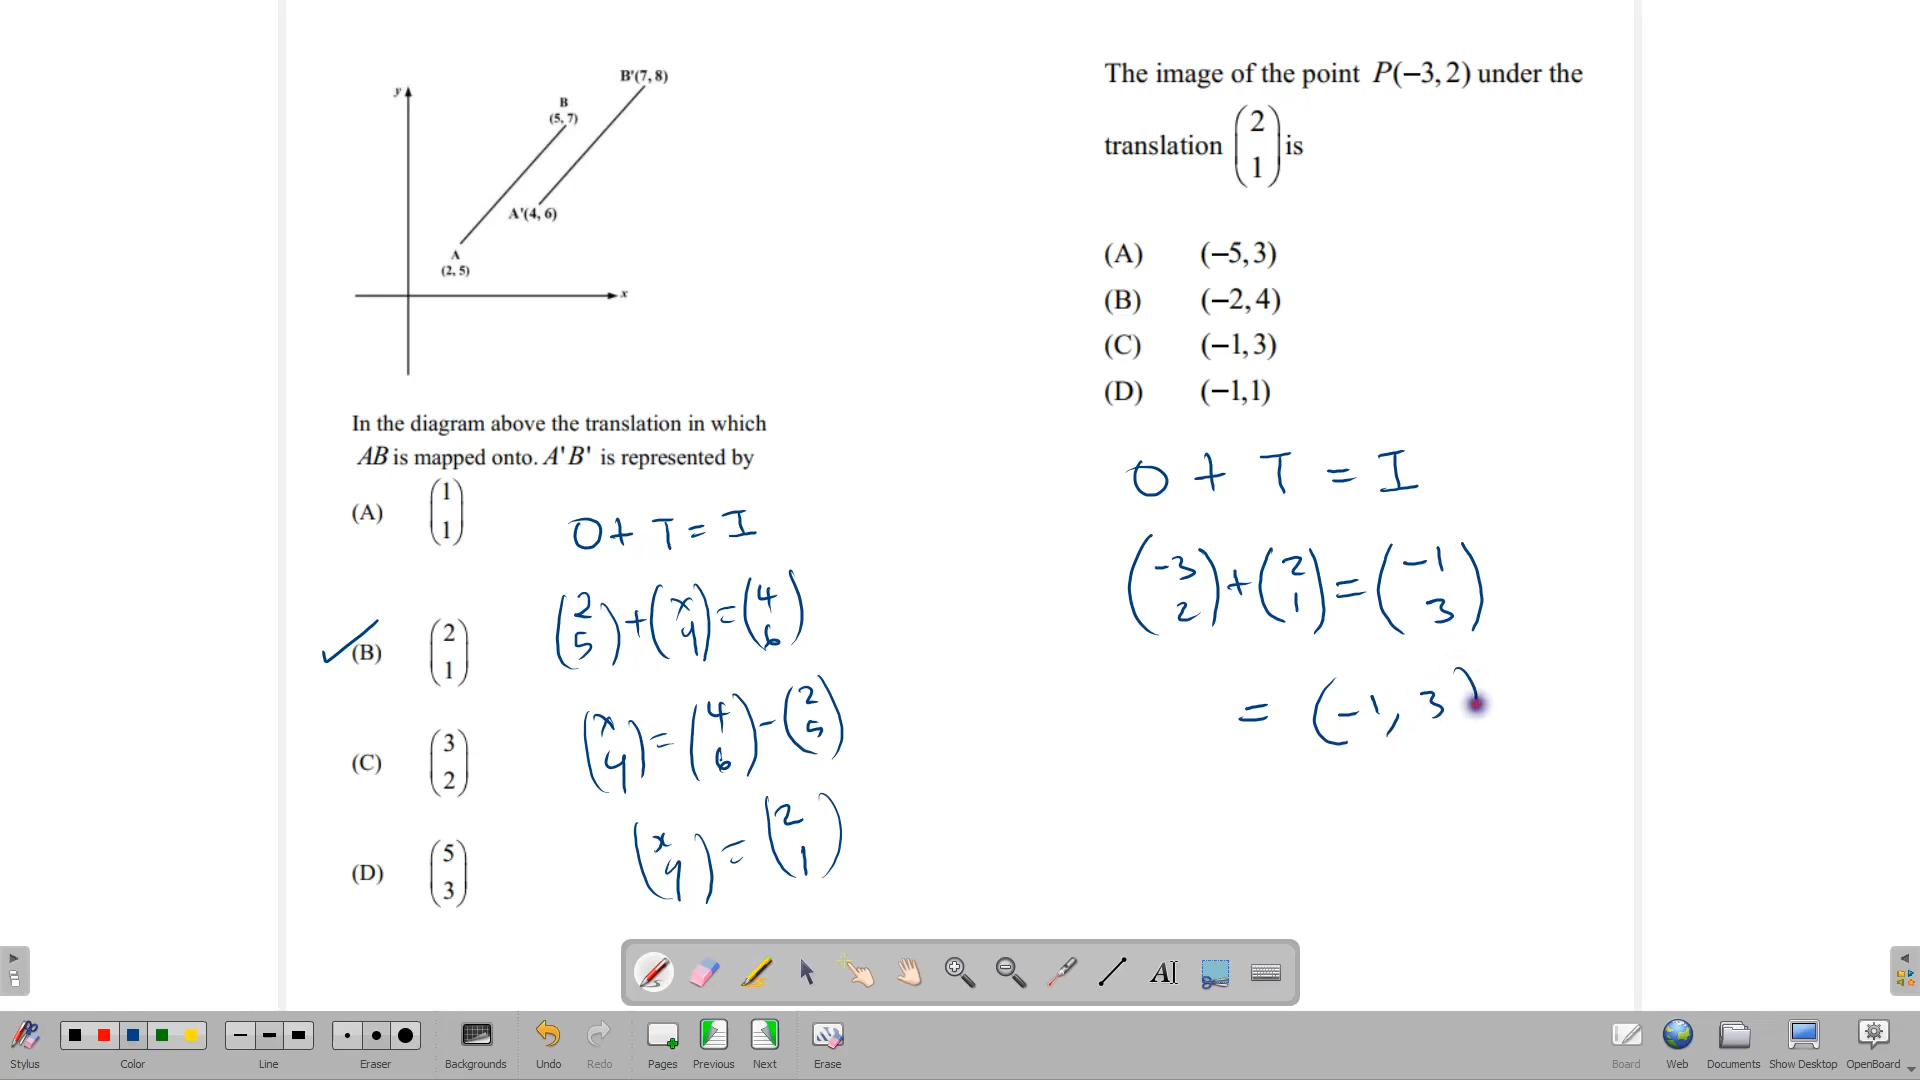 B'(7, 8)
y
B
(5, 7)
A'(4, 6)
A
(2, 5)
x
In the diagram above the translation in which
AB is mapped onto. A'B' is represented by
(A) (1 1)
(B) (2 1)
(C) (3 2)
(D) (5 3)
O + T = I
(2 5) + (x y) = (4 6)
(x y) = (4 6) - (2 5)
(x y) = (2 1)
The image of the point P(−3, 2) under the
translation (2 1) is
(A) (−5, 3)
(B) (−2, 4)
(C) (−1, 3)
(D) (−1, 1)
O + T = I
(-3 2) + (2 1) = (-1 3)
= (-1, 3)
AI
Stylus
Color
Line
Eraser
Backgrounds
Undo
Redo
Pages
Previous
Next
Erase
Board
Web
Documents
Show Desktop
OpenBoard